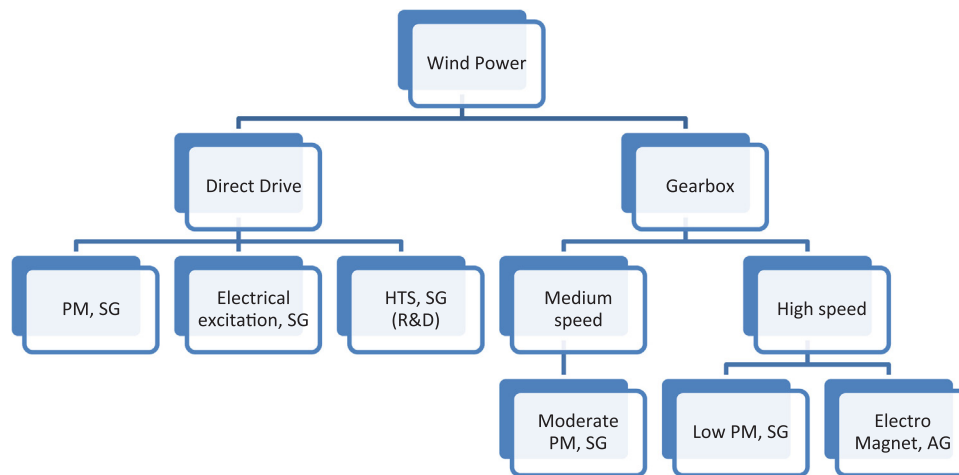 Wind Power
Direct Drive
Gearbox
PM, SG
Electrical
excitation, SG
HTS, SG
(R&D)
Medium
speed
High speed
Moderate
PM, SG
Low PM, SG
Electro
Magnet, AG